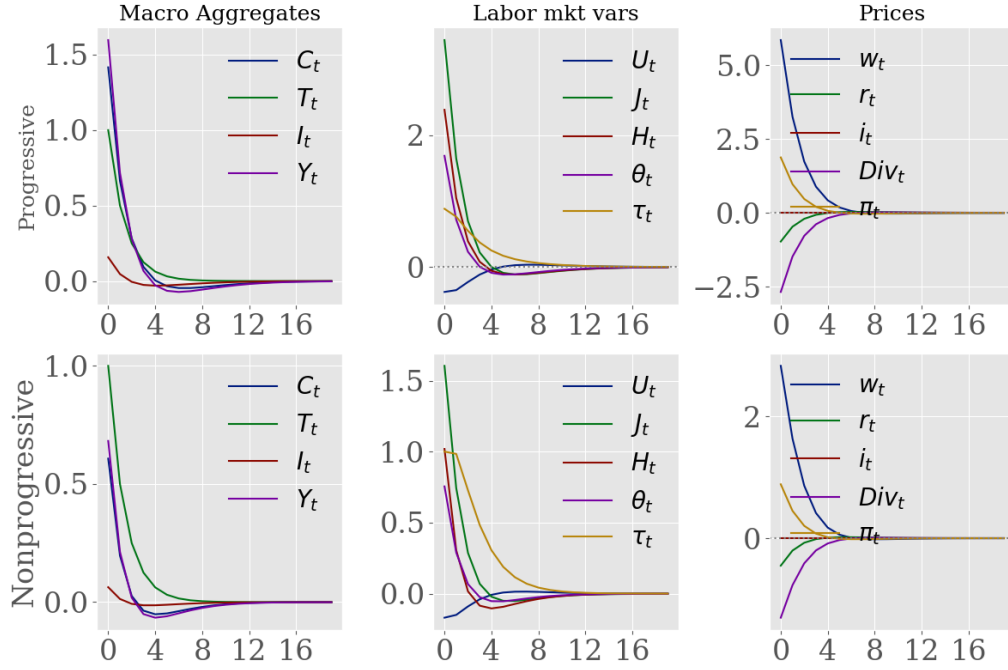 Macro Aggregates
Labor mkt vars
Prices
Progressive
1.5
1.0
0.5
0.0
C_t
T_t
I_t
Y_t
0 4 8 12 16
2
0
U_t
J_t
H_t
θ_t
τ_t
0 4 8 12 16
5.0
2.5
0.0
−2.5
w_t
r_t
i_t
Div_t
π_t
0 4 8 12 16
Nonprogressive
1.0
0.5
0.0
C_t
T_t
I_t
Y_t
0 4 8 12 16
1.5
1.0
0.5
0.0
U_t
J_t
H_t
θ_t
τ_t
0 4 8 12 16
2
0
w_t
r_t
i_t
Div_t
π_t
0 4 8 12 16